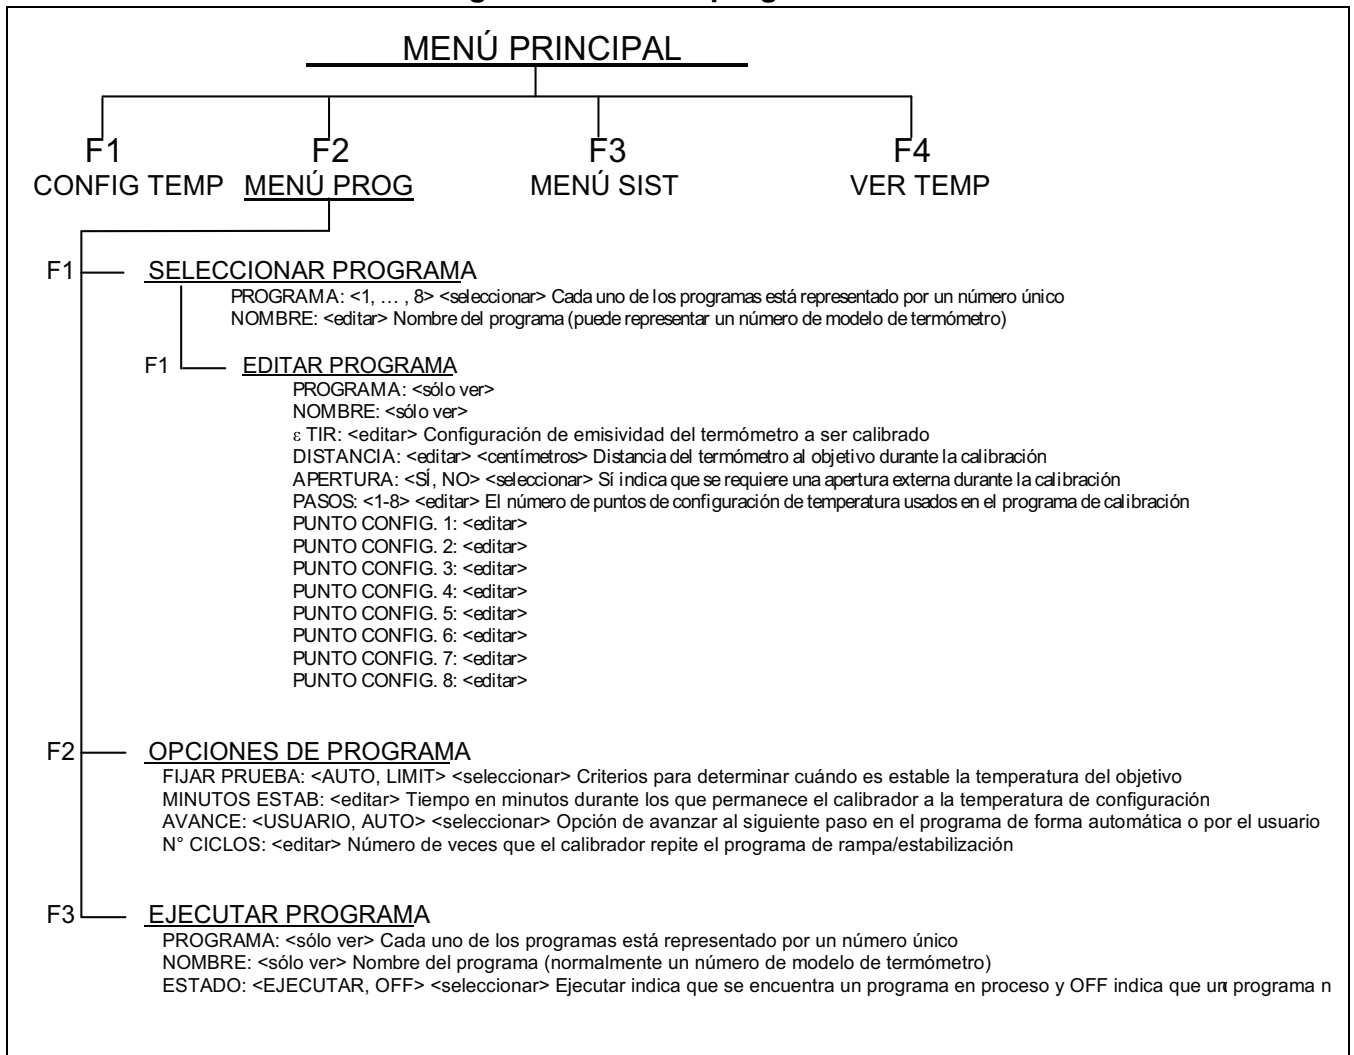 MENÚ PRINCIPAL
F1 F2 F3 F4
CONFIG TEMP MENÚ PROG MENÚ SIST VER TEMP
F1 SELECCIONAR PROGRAMA
PROGRAMA: <1, … , 8> <seleccionar> Cada uno de los programas está representado por un número único
NOMBRE: <editar> Nombre del programa (puede representar un número de modelo de termómetro)
F1 EDITAR PROGRAMA
PROGRAMA: <sólo ver>
NOMBRE: <sólo ver>
ε TIR: <editar> Configuración de emisividad del termómetro a ser calibrado
DISTANCIA: <editar> <centímetros> Distancia del termómetro al objetivo durante la calibración
APERTURA: <SÍ, NO> <seleccionar> Sí indica que se requiere una apertura externa durante la calibración
PASOS: <1-8> <editar> El número de puntos de configuración de temperatura usados en el programa de calibración
PUNTO CONFIG. 1: <editar>
PUNTO CONFIG. 2: <editar>
PUNTO CONFIG. 3: <editar>
PUNTO CONFIG. 4: <editar>
PUNTO CONFIG. 5: <editar>
PUNTO CONFIG. 6: <editar>
PUNTO CONFIG. 7: <editar>
PUNTO CONFIG. 8: <editar>
F2 OPCIONES DE PROGRAMA
FIJAR PRUEBA: <AUTO, LIMIT> <seleccionar> Criterios para determinar cuándo es estable la temperatura del objetivo
MINUTOS ESTAB: <editar> Tiempo en minutos durante los que permanece el calibrador a la temperatura de configuración
AVANCE: <USUARIO, AUTO> <seleccionar> Opción de avanzar al siguiente paso en el programa de forma automática o por el usuario
N° CICLOS: <editar> Número de veces que el calibrador repite el programa de rampa/estabilización
F3 EJECUTAR PROGRAMA
PROGRAMA: <sólo ver> Cada uno de los programas está representado por un número único
NOMBRE: <sólo ver> Nombre del programa (normalmente un número de modelo de termómetro)
ESTADO: <EJECUTAR, OFF> <seleccionar> Ejecutar indica que se encuentra un programa en proceso y OFF indica que un programa n